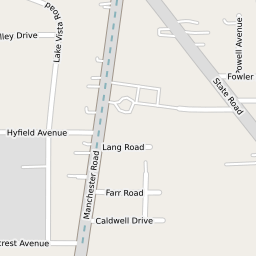 Road
lley Drive
Lake Vista
Powell Avenue
Fowler
State Road
Hyfield Avenue
Lang Road
Manchester Road
Farr Road
Caldwell Drive
crest Avenue